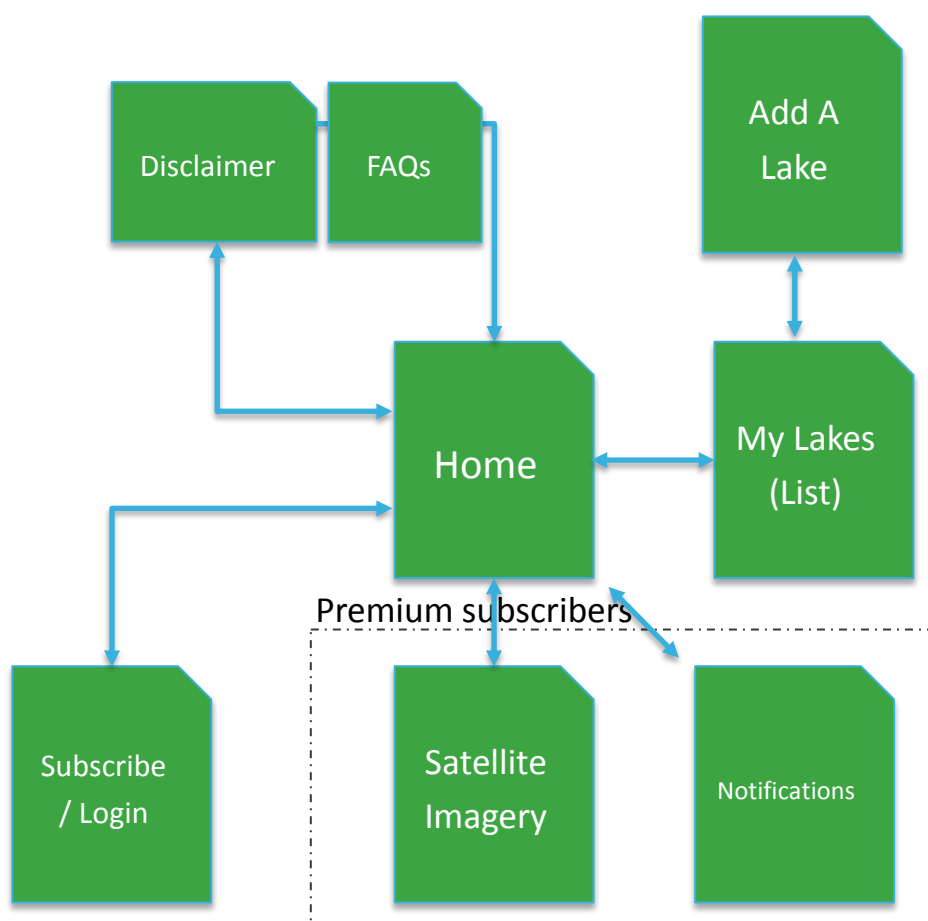 Add A
Lake
Disclaimer
FAQs
Home
My Lakes
(List)
Premium subscribers
Subscribe
/ Login
Satellite
Imagery
Notifications